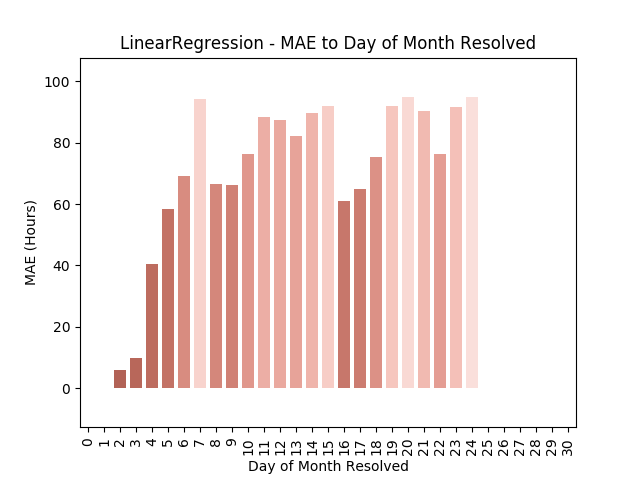 LinearRegression - MAE to Day of Month Resolved
100
80
60
40
20
0
MAE (Hours)
0 1 2 3 4 5 6 7 8 9 10 11 12 13 14 15 16 17 18 19 20 21 22 23 24 25 26 27 28 29 30
Day of Month Resolved